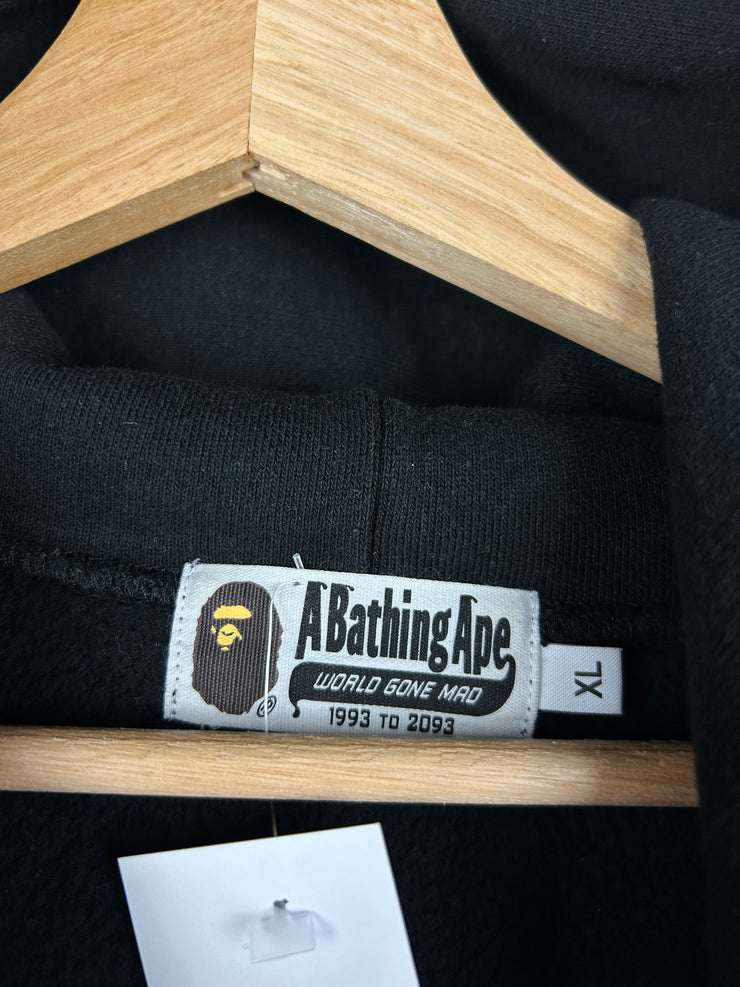 A Bathing Ape
WORLD GONE MAD
1993 TO 2093
XL